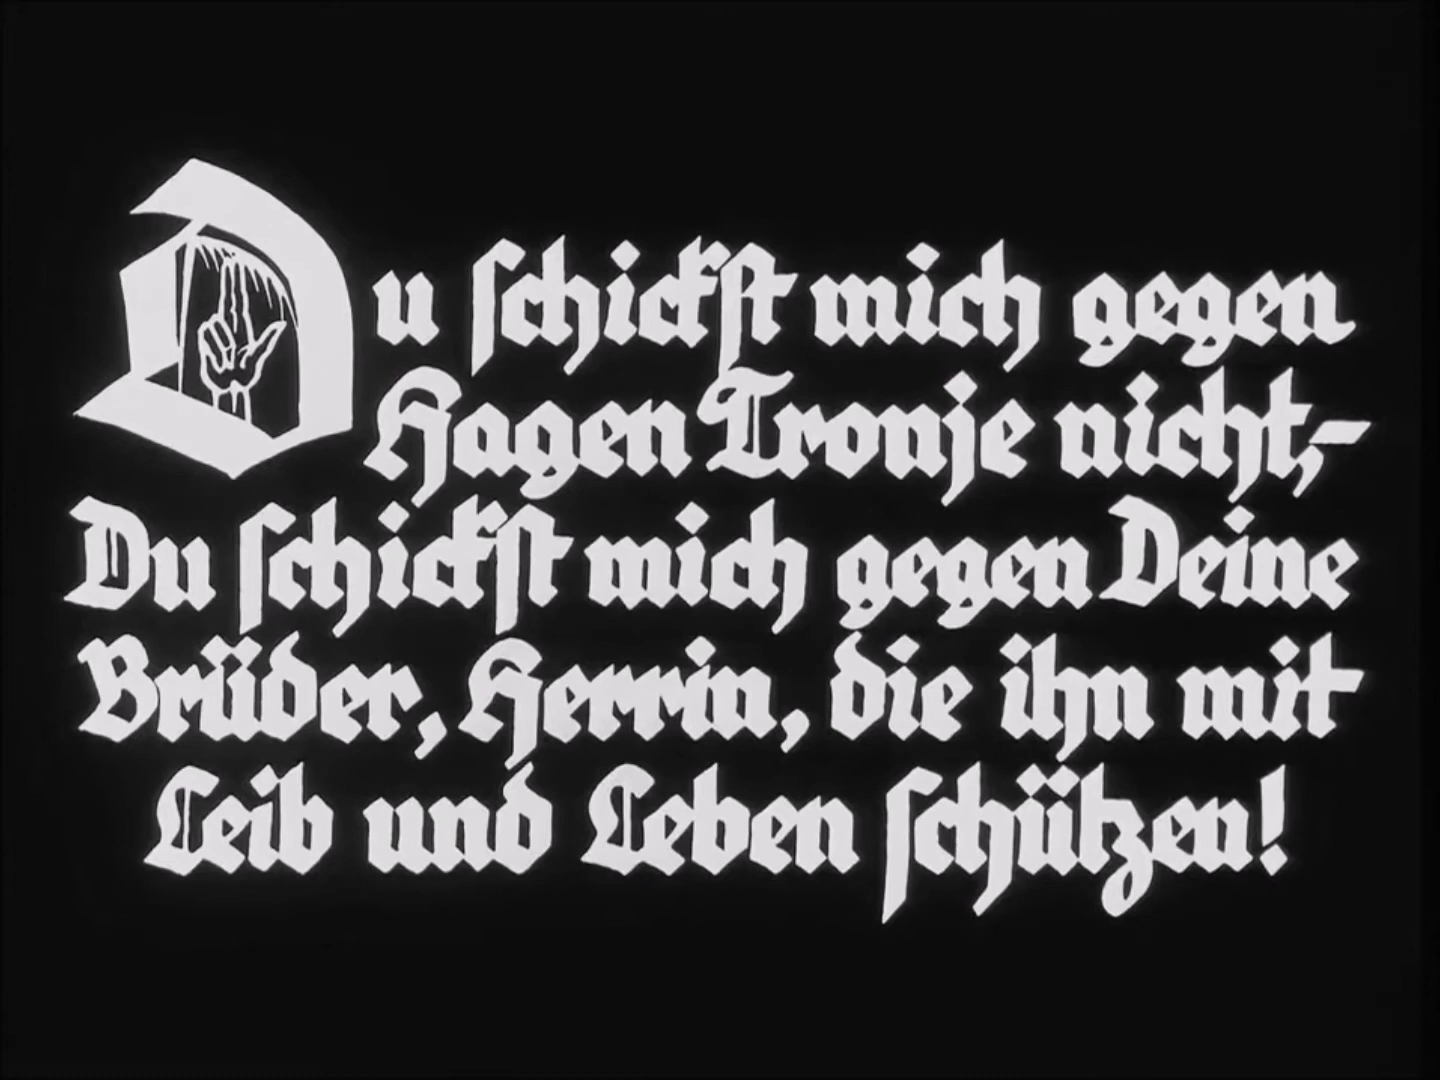 Du schickst mich gegen
Hagen Tronje nicht,–
Du schickst mich gegen Deine
Brüder, Herrin, die ihn mit
Leib und Leben schützen!